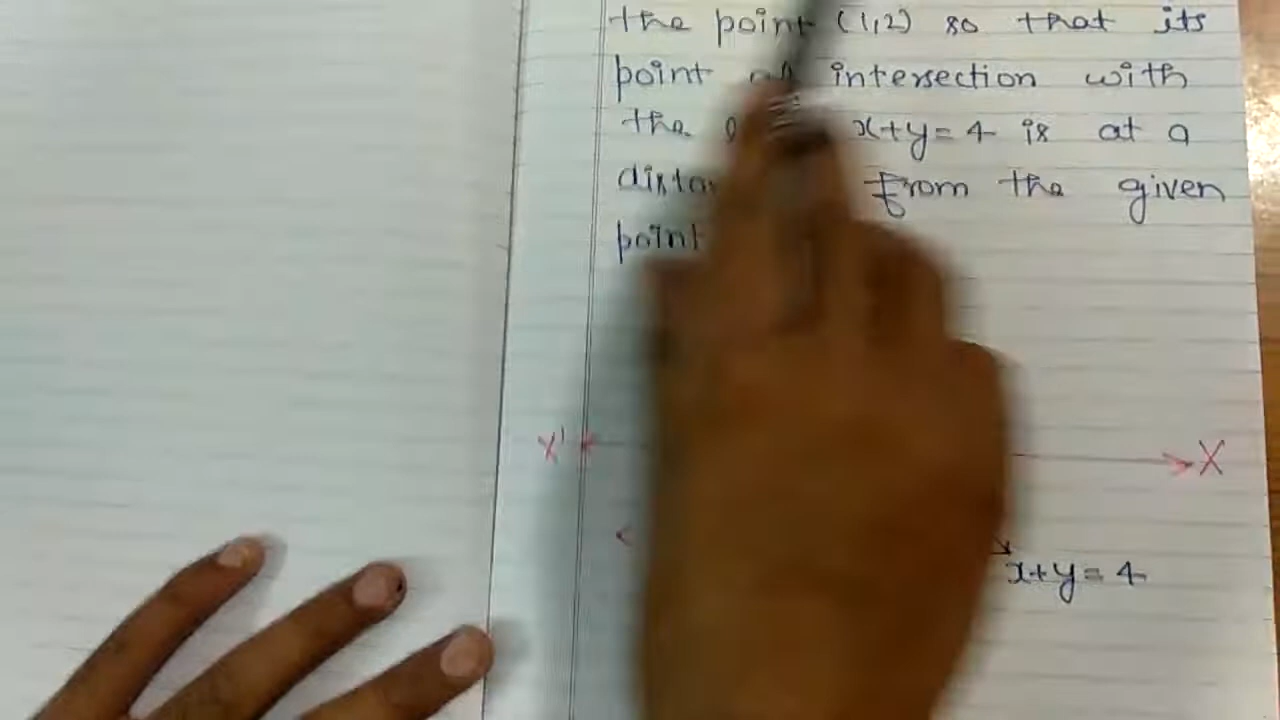 the point (1,2) so that its
point intersection with
the x+y=4 is at a
from the given
point
X' X
x+y=4